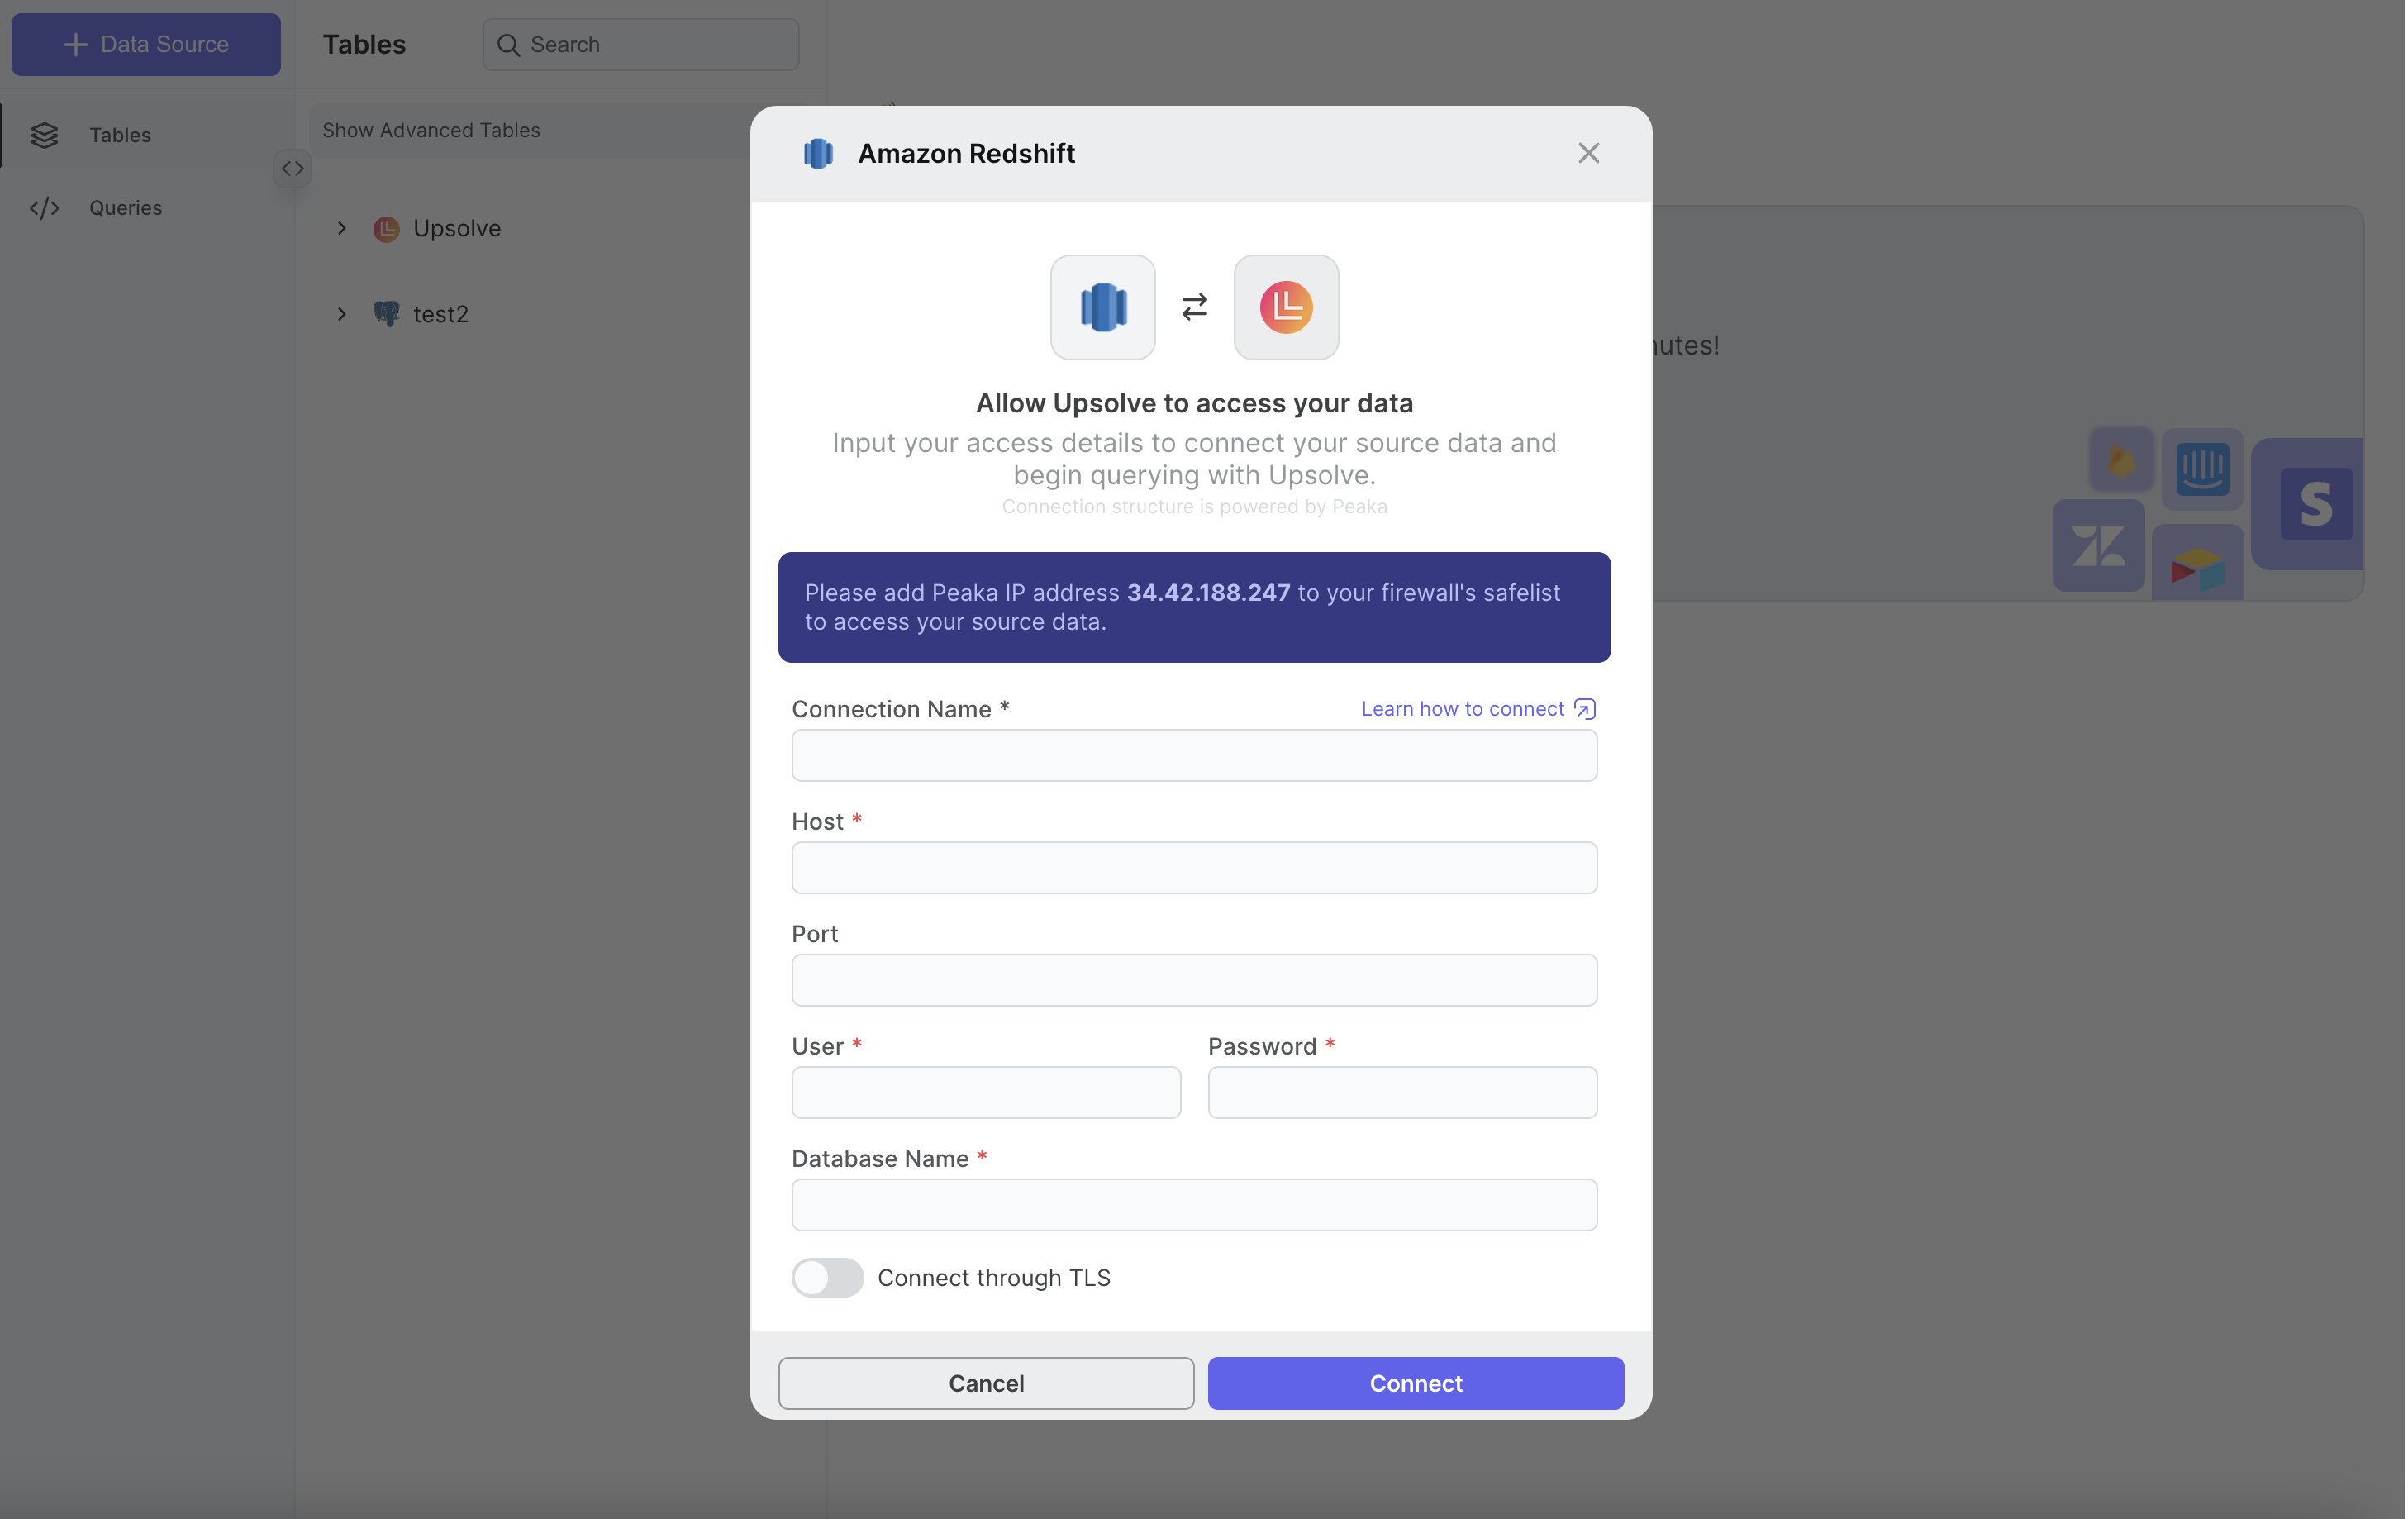 Data Source
Tables
Search
Tables
Queries
Show Advanced Tables
Upsolve
test2
Amazon Redshift
Allow Upsolve to access your data
Input your access details to connect your source data and
begin querying with Upsolve.
Connection structure is powered by Peaka
Please add Peaka IP address 34.42.188.247 to your firewall's safelist
to access your source data.
Connection Name *
Learn how to connect
Host *
Port
User *
Password *
Database Name *
Connect through TLS
Cancel
Connect
S